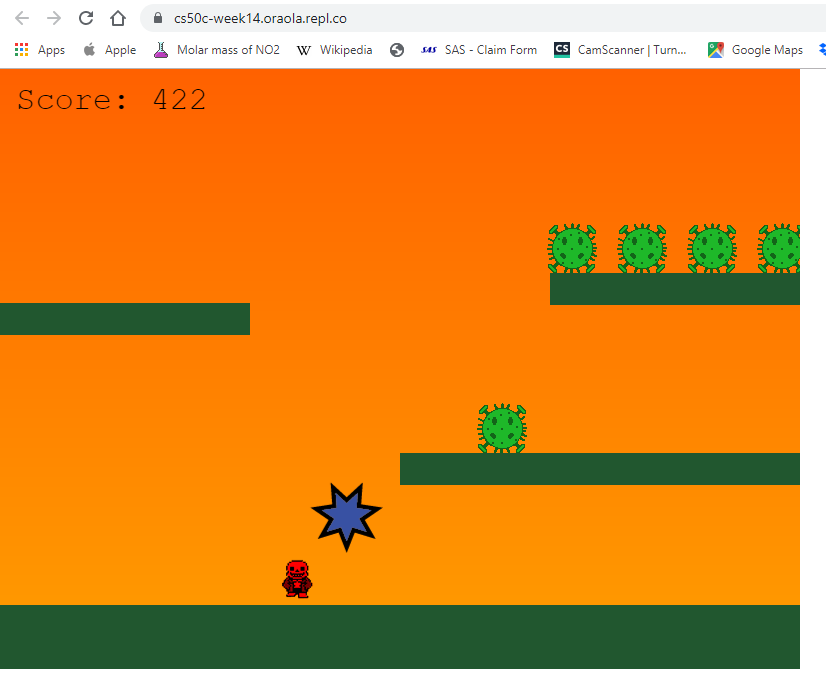 cs50c-week14.oraola.repl.co
Apps Apple Molar mass of NO2 W Wikipedia SAS SAS - Claim Form CS CamScanner | Turn... Google Maps
Score: 422